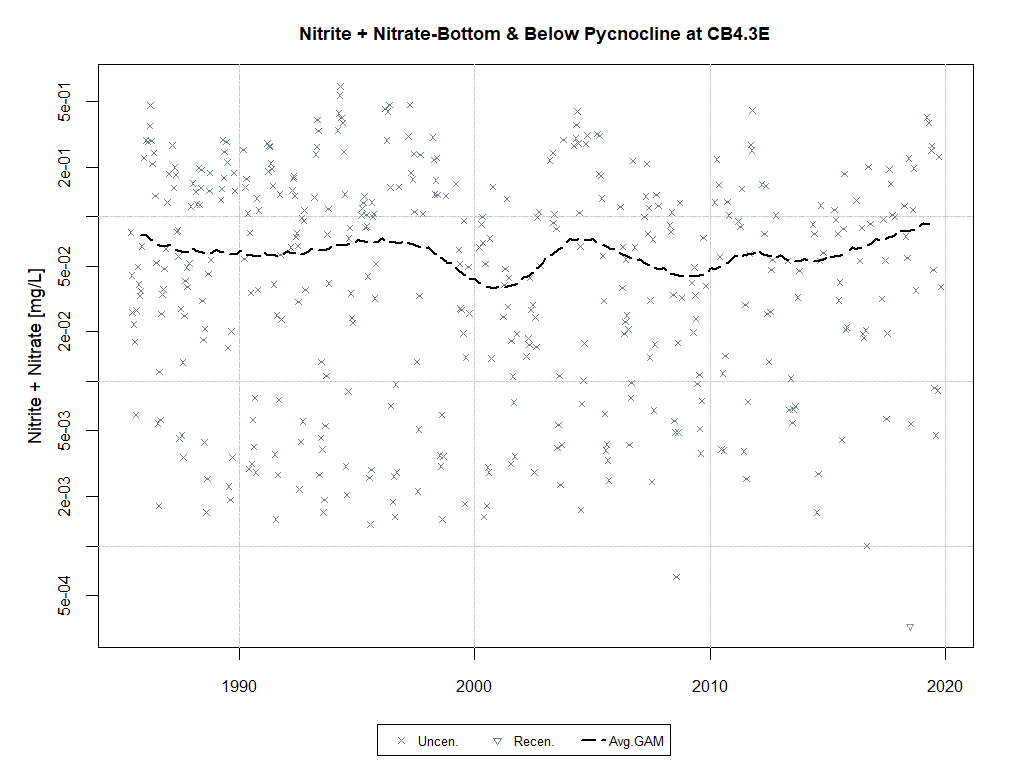 Nitrite + Nitrate-Bottom & Below Pycnocline at CB4.3E
Nitrite + Nitrate [mg/L]
5e-01
2e-01
5e-02
2e-02
5e-03
2e-03
5e-04
1990
2000
2010
2020
Uncen.
Recen.
Avg.GAM